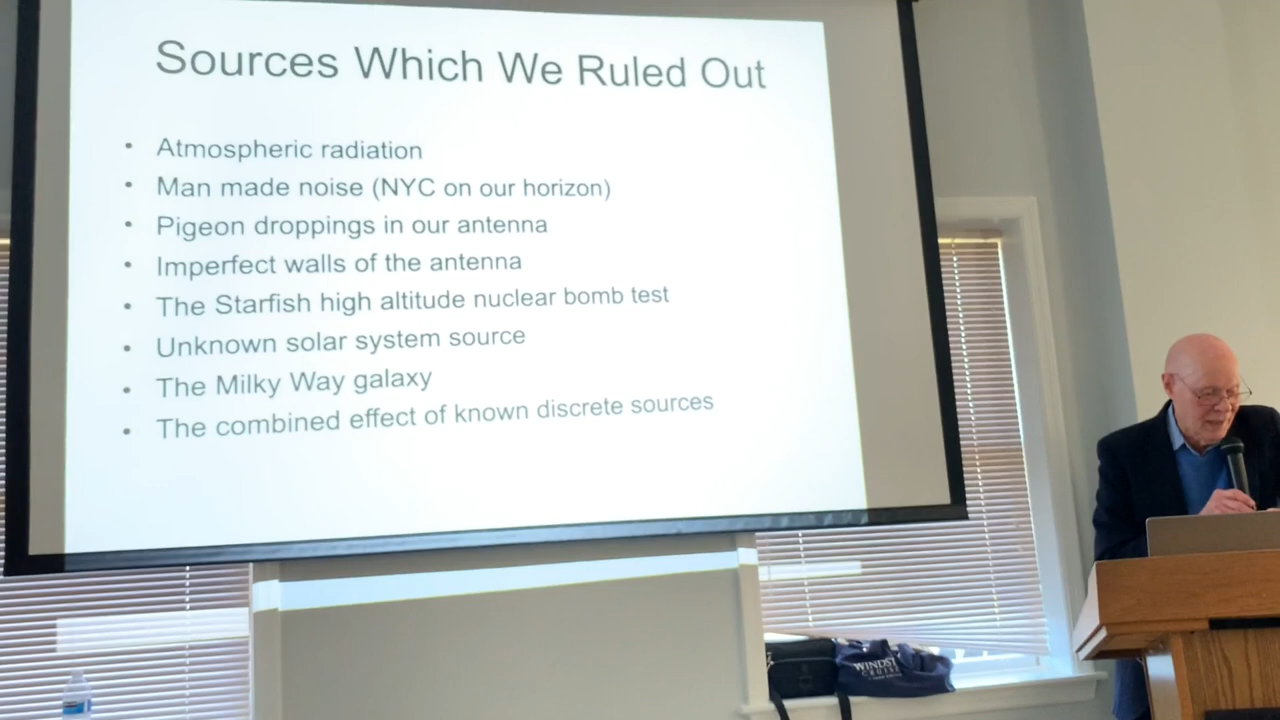 Sources Which We Ruled Out
• Atmospheric radiation
• Man made noise (NYC on our horizon)
• Pigeon droppings in our antenna
• Imperfect walls of the antenna
• The Starfish high altitude nuclear bomb test
• Unknown solar system source
• The Milky Way galaxy
• The combined effect of known discrete sources